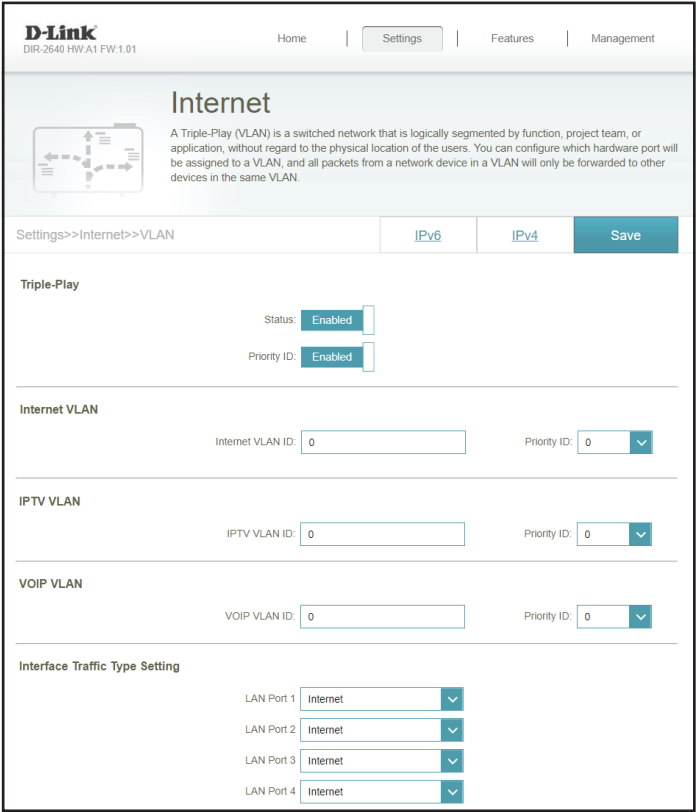 D-Link
DIR-2640 HW:A1 FW:1.01
Home
Settings
Features
Management
Internet
A Triple-Play (VLAN) is a switched network that is logically segmented by function, project team, or
application, without regard to the physical location of the users. You can configure which hardware port will
be assigned to a VLAN, and all packets from a network device in a VLAN will only be forwarded to other
devices in the same VLAN.
Settings>>Internet>>VLAN
IPv6
IPv4
Save
Triple-Play
Status: Enabled
Priority ID: Enabled
Internet VLAN
Internet VLAN ID: 0 Priority ID: 0
IPTV VLAN
IPTV VLAN ID: 0 Priority ID: 0
VOIP VLAN
VOIP VLAN ID: 0 Priority ID: 0
Interface Traffic Type Setting
LAN Port 1 Internet
LAN Port 2 Internet
LAN Port 3 Internet
LAN Port 4 Internet